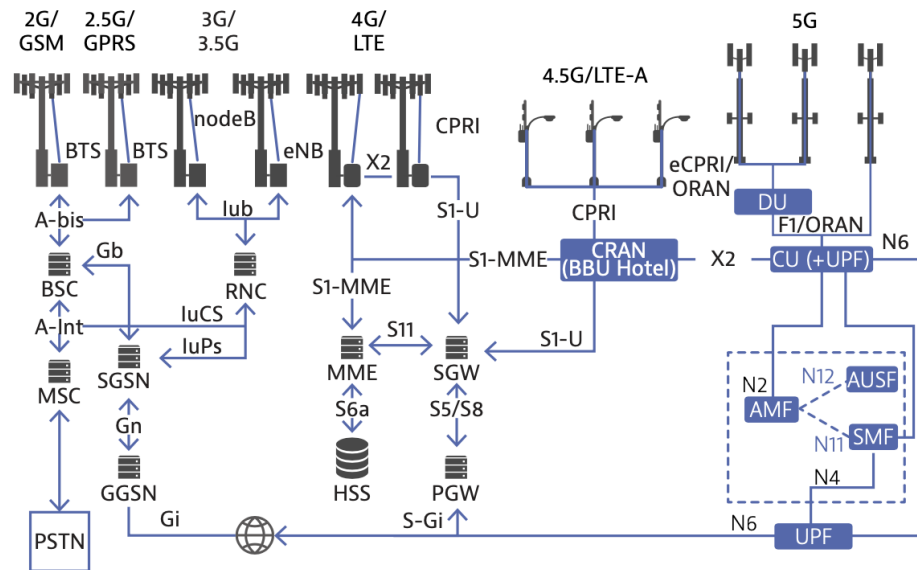 2G/
GSM
2.5G/
GPRS
3G/
3.5G
4G/
LTE
4.5G/LTE-A
5G
BTS
BTS
nodeB
eNB
X2
CPRI
eCPRI/
ORAN
DU
A-bis
Iub
S1-U
CPRI
F1/ORAN
N6
Gb
BSC
RNC
S1-MME
S1-MME
CRAN
(BBU Hotel)
X2
CU (+UPF)
A-Int
IuCS
IuPs
S11
S1-U
MSC
SGSN
MME
SGW
N2
N12
AUSF
AMF
Gn
S6a
S5/S8
N11
SMF
GGSN
HSS
PGW
N4
PSTN
Gi
S-Gi
N6
UPF